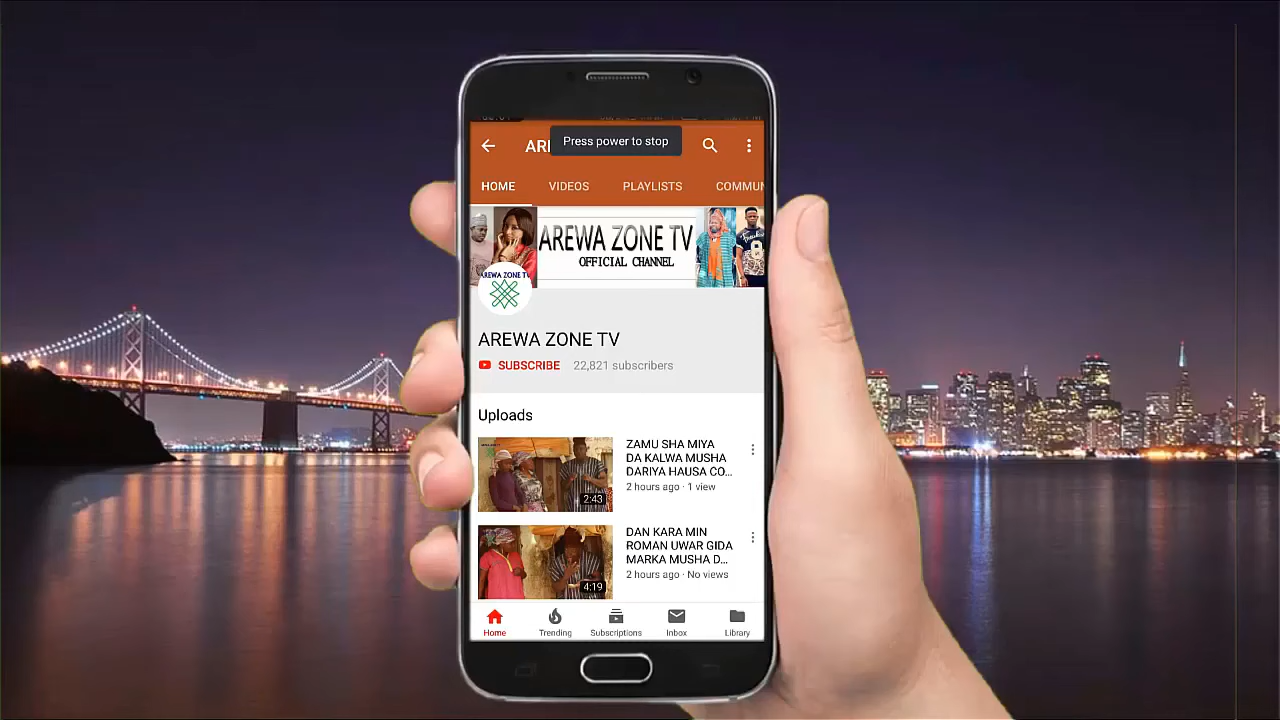 Press power to stop
HOME VIDEOS PLAYLISTS COMMUN
AREWA ZONE TV
OFFICIAL CHANNEL
AREWA ZONE TV
AREWA ZONE TV
SUBSCRIBE 22,821 subscribers
Uploads
ZAMU SHA MIYA
DA KALWA MUSHA
DARIYA HAUSA CO...
2 hours ago · 1 view
2:43
DAN KARA MIN
ROMAN UWAR GIDA
MARKA MUSHA D...
2 hours ago · No views
4:19
Home Trending Subscriptions Inbox Library